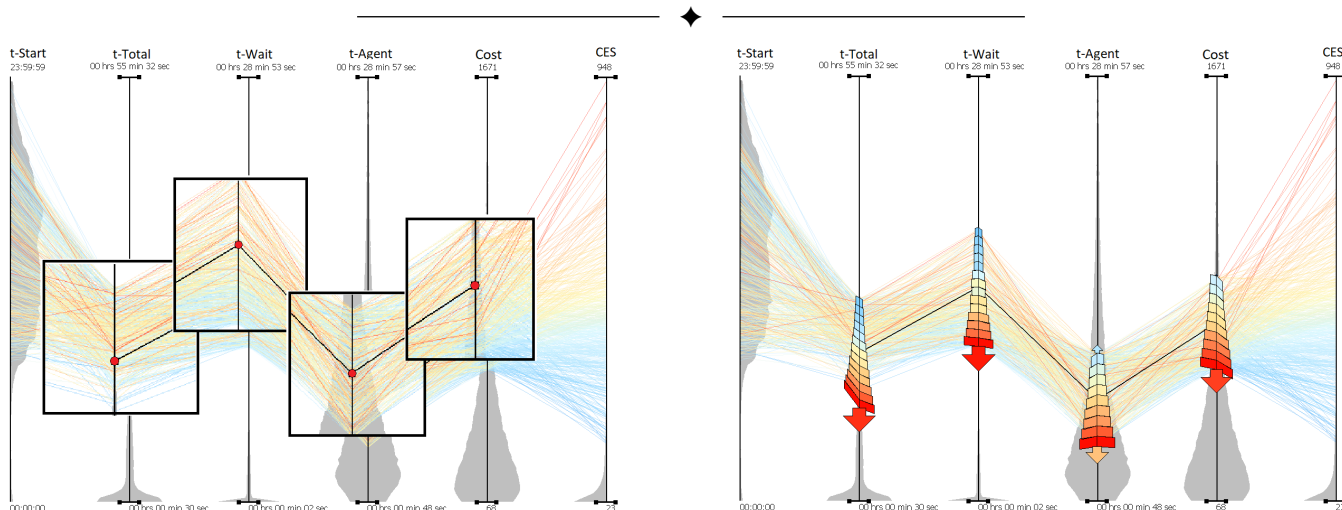 t-Start t-Total t-Wait t-Agent Cost CES
23:59:59 00 hrs 55 min 32 sec 00 hrs 28 min 53 sec 00 hrs 28 min 57 sec 1671 948
00:00:00 00 hrs 00 min 30 sec 00 hrs 00 min 02 sec 00 hrs 00 min 48 sec 68 23
t-Start t-Total t-Wait t-Agent Cost CES
23:59:59 00 hrs 55 min 32 sec 00 hrs 28 min 53 sec 00 hrs 28 min 57 sec 1671 948
00:00:00 00 hrs 00 min 30 sec 00 hrs 00 min 02 sec 00 hrs 00 min 48 sec 68